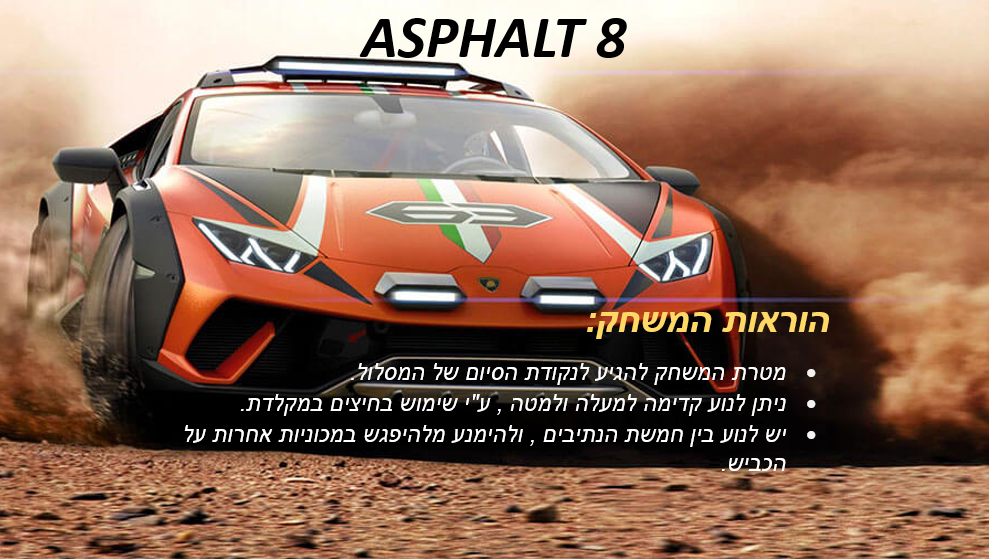 ASPHALT 8
63
הוראות המשחק:
• מטרת המשחק להגיע לנקודת הסיום של המסלול
• ניתן לנוע קדימה למעלה ולמטה , ע"י שימוש בחיצים במקלדת.
• יש לנוע בין חמשת הנתיבים , ולהימנע מלהיפגש במכוניות אחרות על
הכביש.